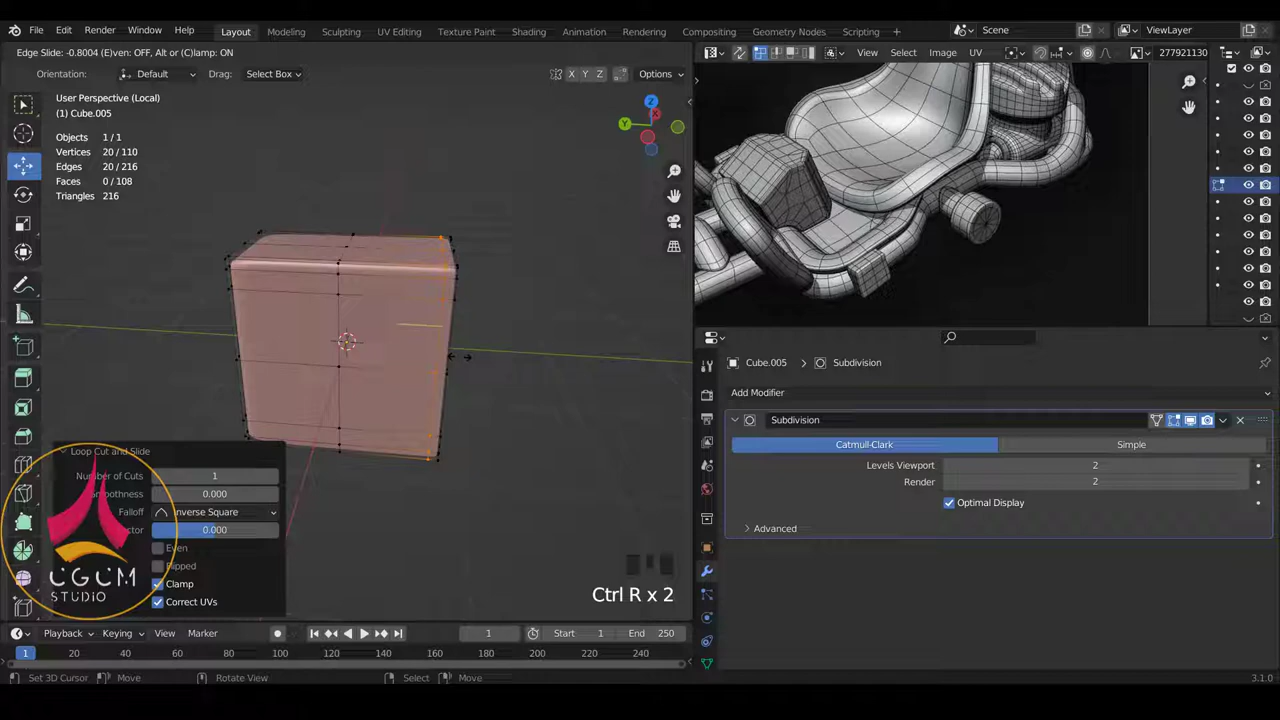 File Edit Render Window Help Layout Modeling Sculpting UV Editing Texture Paint Shading Animation Rendering Compositing Scripting Scene ViewLayer
Edge Slide: -0.8004 (E)ven: OFF, Alt or (C)lamp: ON
View Select Image UV 277921130
Orientation: Default Drag: Select Box X Y Z Options
User Perspective (Local)
(1) Cube.005
Objects 1/1
Vertices 20/110
Edges 20/216
Faces 0/108
Triangles 216
Z
Y
X
Cube.005 Subdivision
Add Modifier
Subdivision
Catmull-Clark Simple
Levels Viewport 2
Render 2
Optimal Display
Advanced
Loop Cut and Slide
Number of Cuts 1
Smoothness 0.000
Falloff Inverse Square
0.000
Even
Flipped
Clamp
Correct UVs
CGCM
STUDIO
Ctrl R x 2
Playback Keying View Marker 1 Start 1 End 250
1 20 40 60 80 100 120 140 160 180 200 220 240
Set 3D Cursor Move Rotate View Select Move 3.1.0